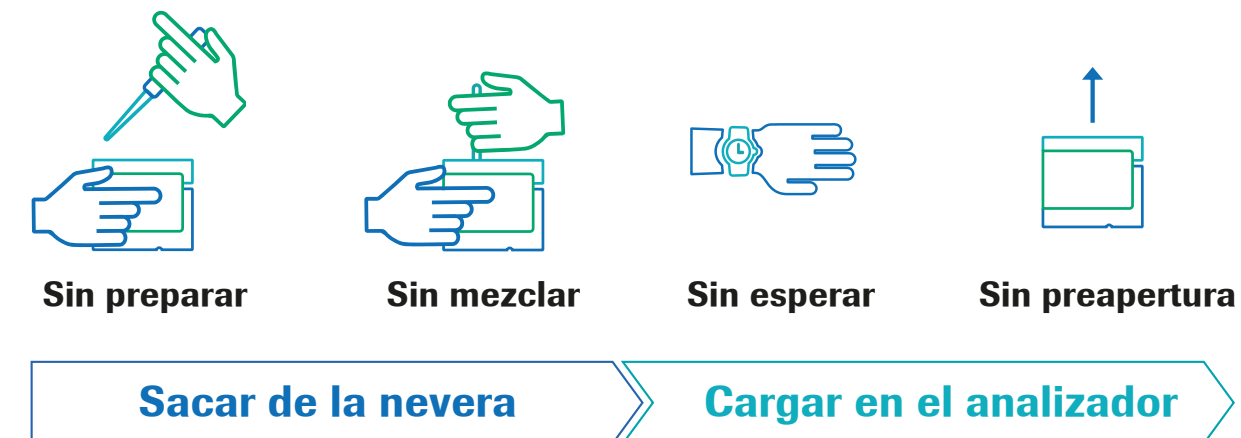 Sin preparar
Sin mezclar
Sin esperar
Sin preapertura
Sacar de la nevera
Cargar en el analizador